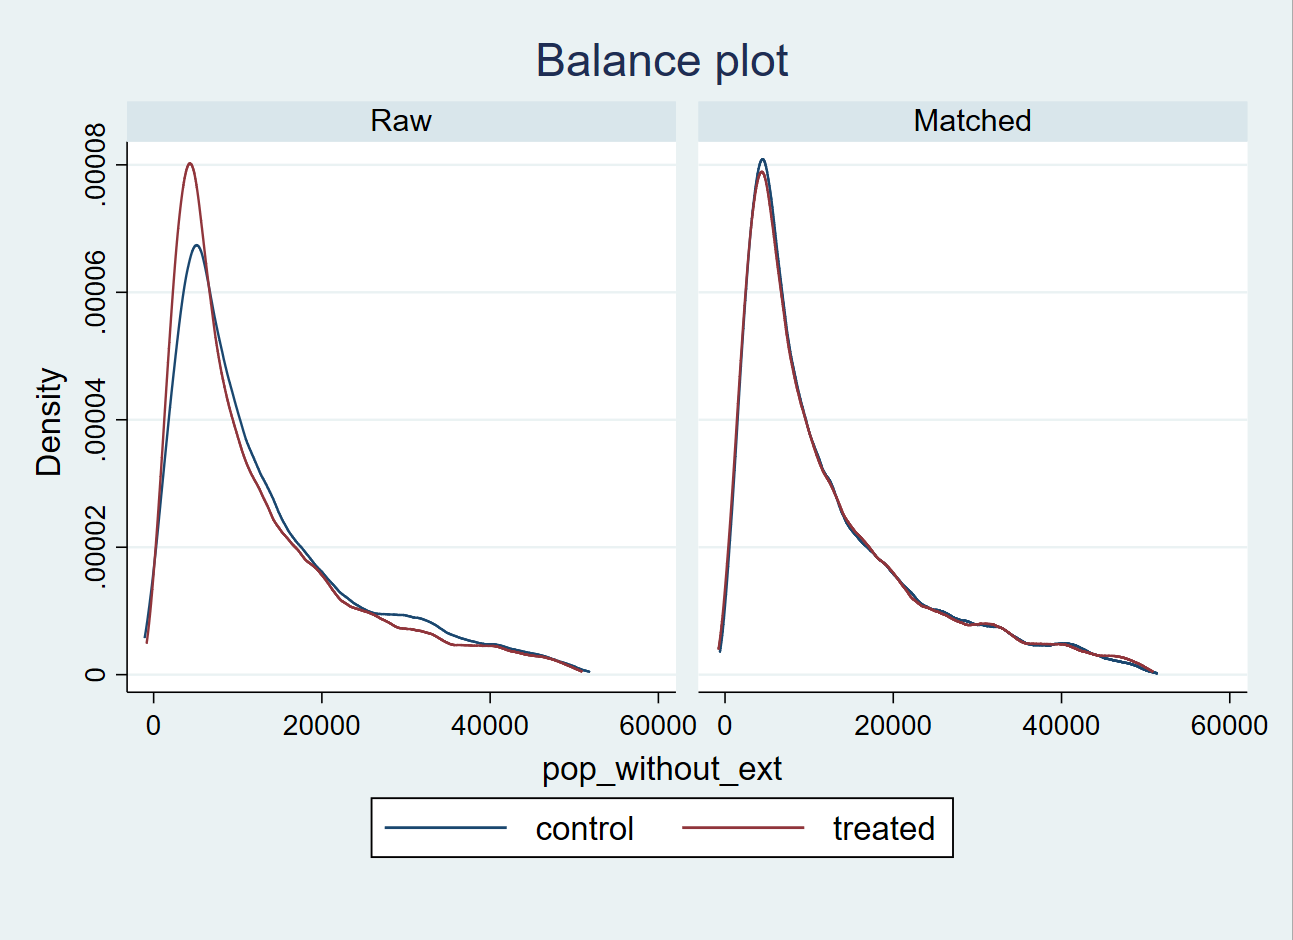 Balance plot
Raw
Matched
Density
.00008
.00006
.00004
.00002
0
0 20000 40000 60000
0 20000 40000 60000
pop_without_ext
control treated